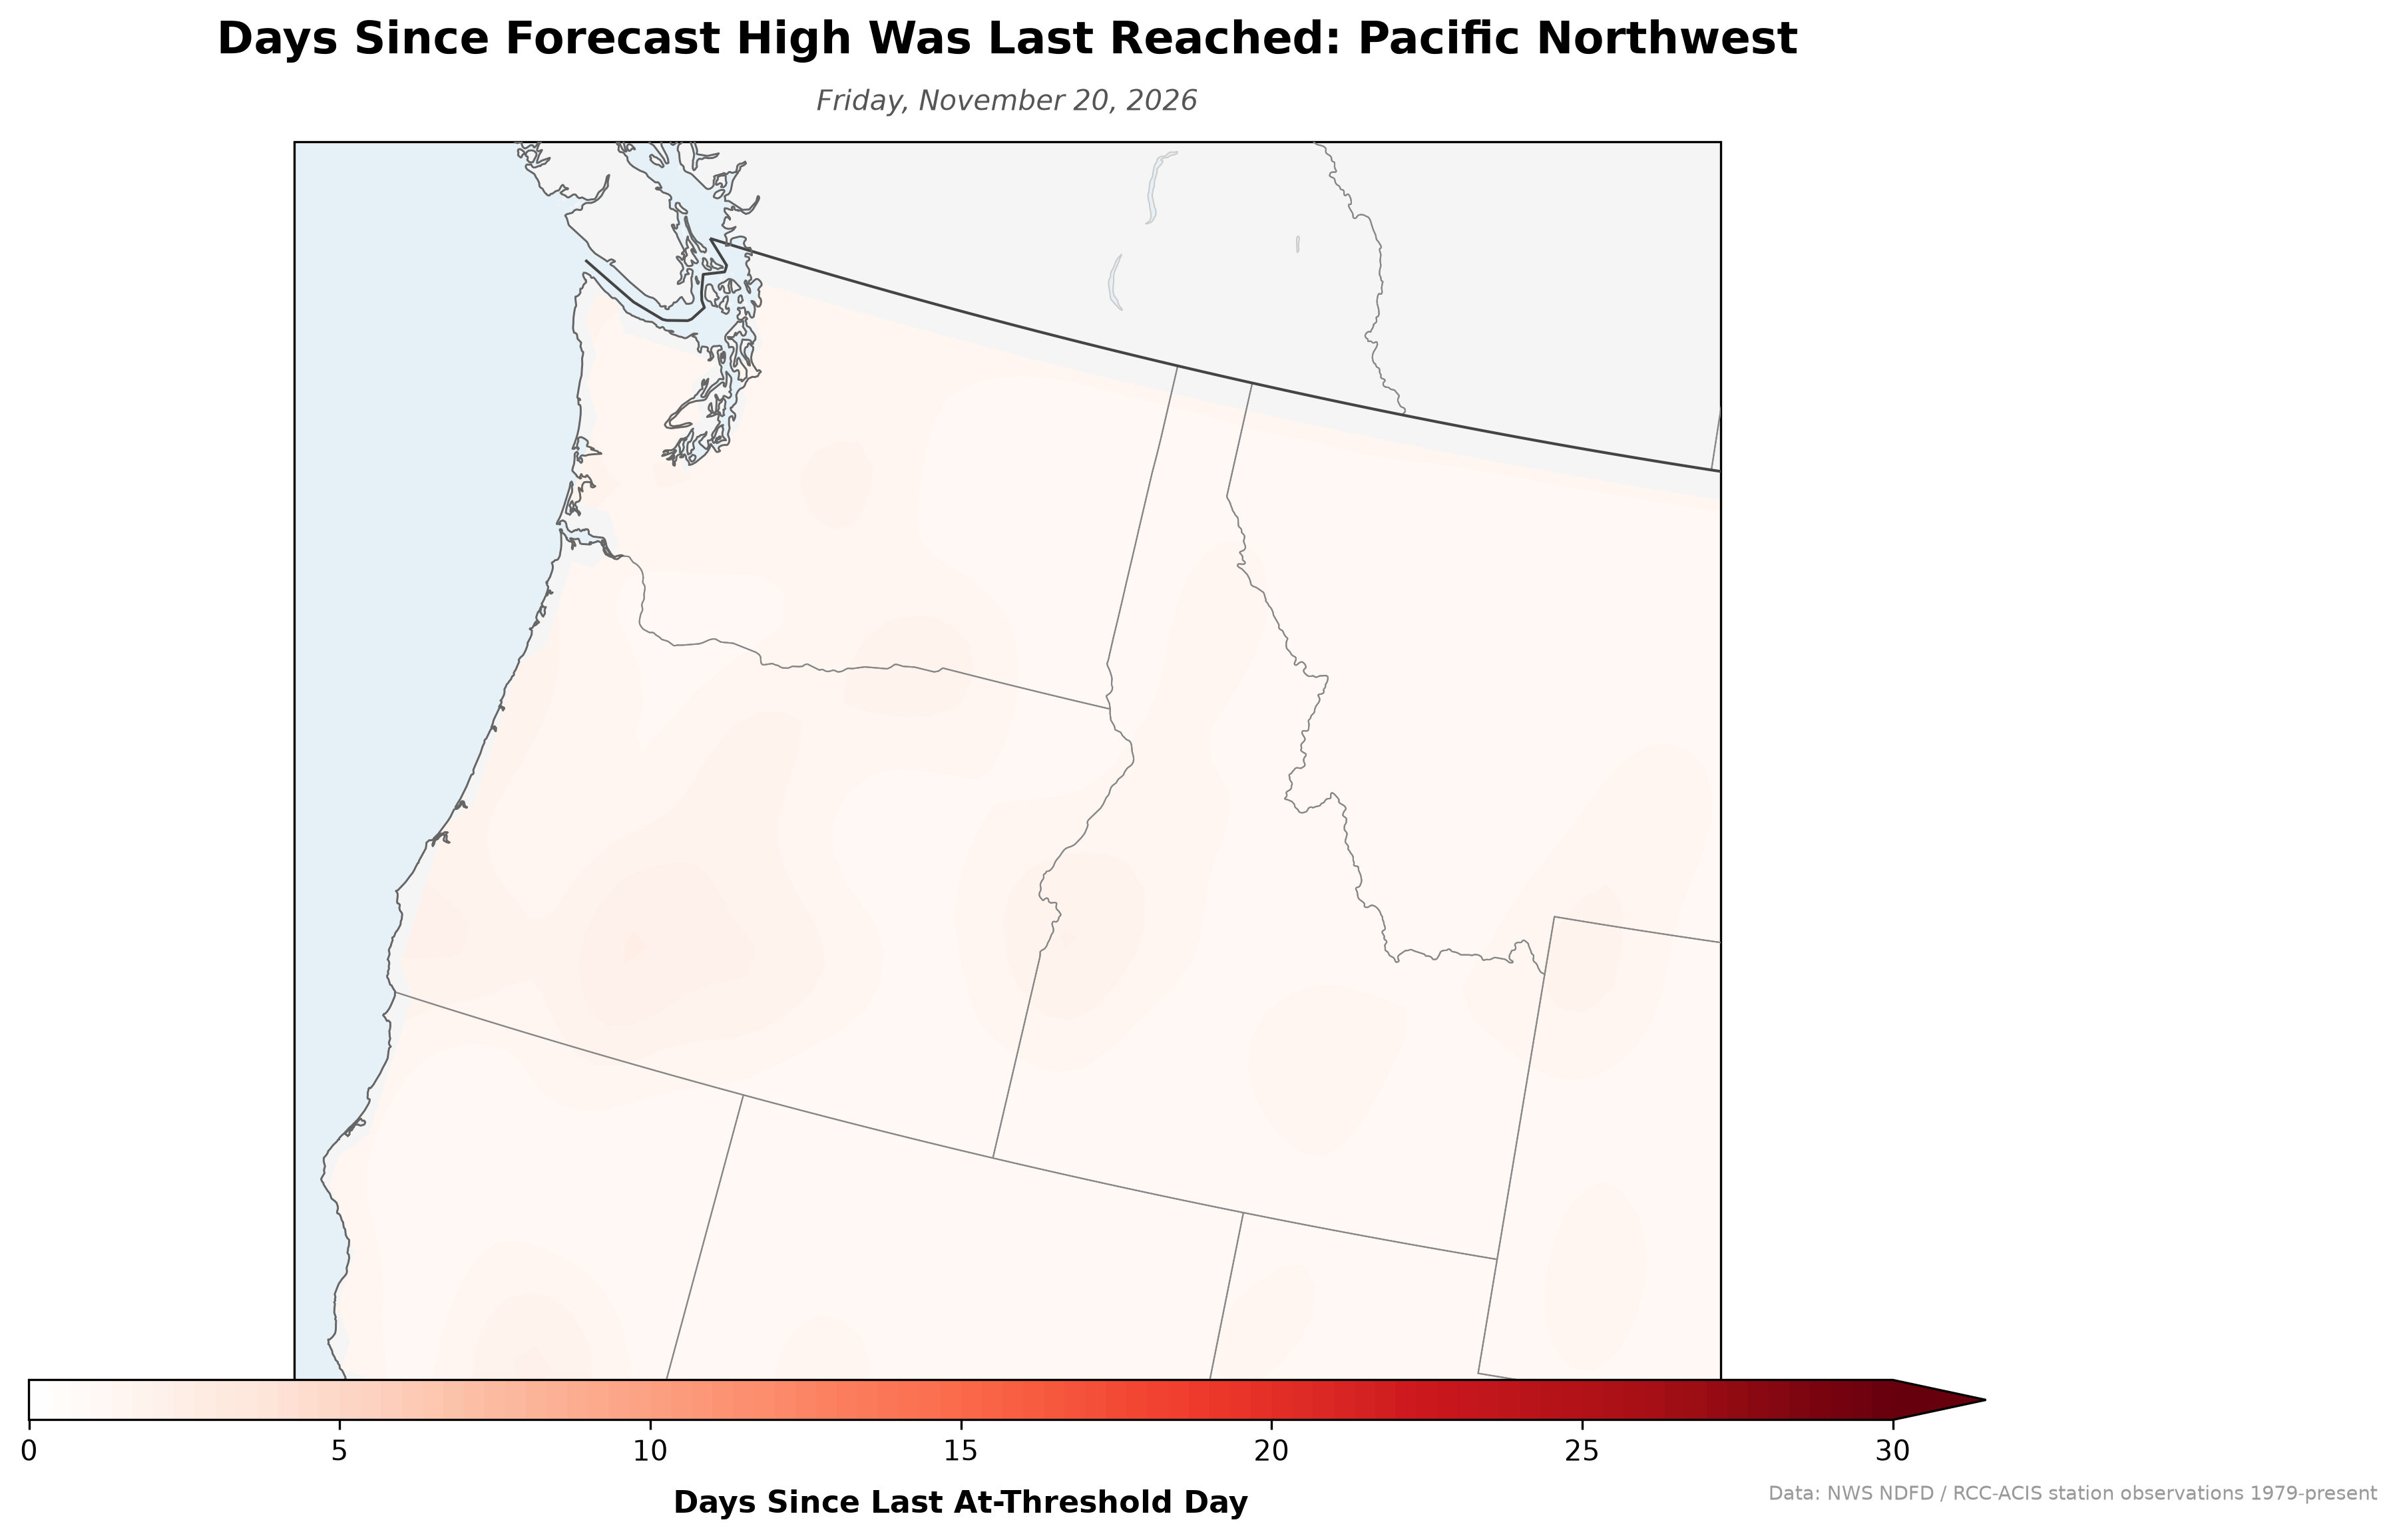 Days Since Forecast High Was Last Reached: Pacific Northwest
Friday, November 20, 2026
0 5 10 15 20 25 30
Days Since Last At-Threshold Day
Data: NWS NDFD / RCC-ACIS station observations 1979-present